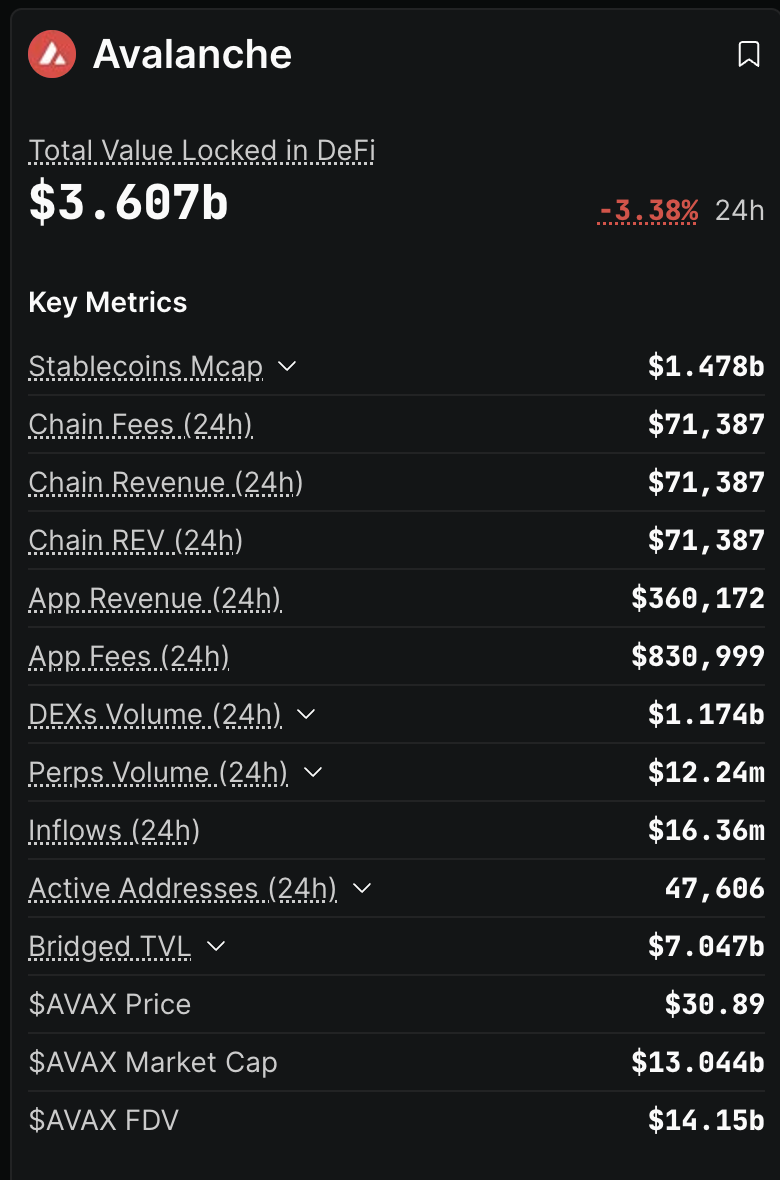 Avalanche
Total Value Locked in DeFi
$3.607b -3.38% 24h
Key Metrics
Stablecoins Mcap $1.478b
Chain Fees (24h) $71,387
Chain Revenue (24h) $71,387
Chain REV (24h) $71,387
App Revenue (24h) $360,172
App Fees (24h) $830,999
DEXs Volume (24h) $1.174b
Perps Volume (24h) $12.24m
Inflows (24h) $16.36m
Active Addresses (24h) 47,606
Bridged TVL $7.047b
$AVAX Price $30.89
$AVAX Market Cap $13.044b
$AVAX FDV $14.15b